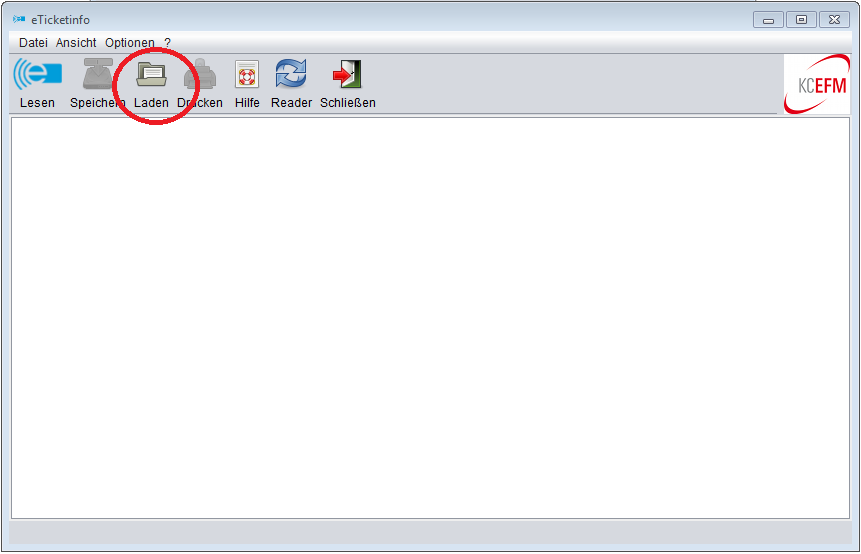 eTicketinfo
Datei Ansicht Optionen ?
Lesen Speichern Laden Drucken Hilfe Reader Schließen
KCEFM